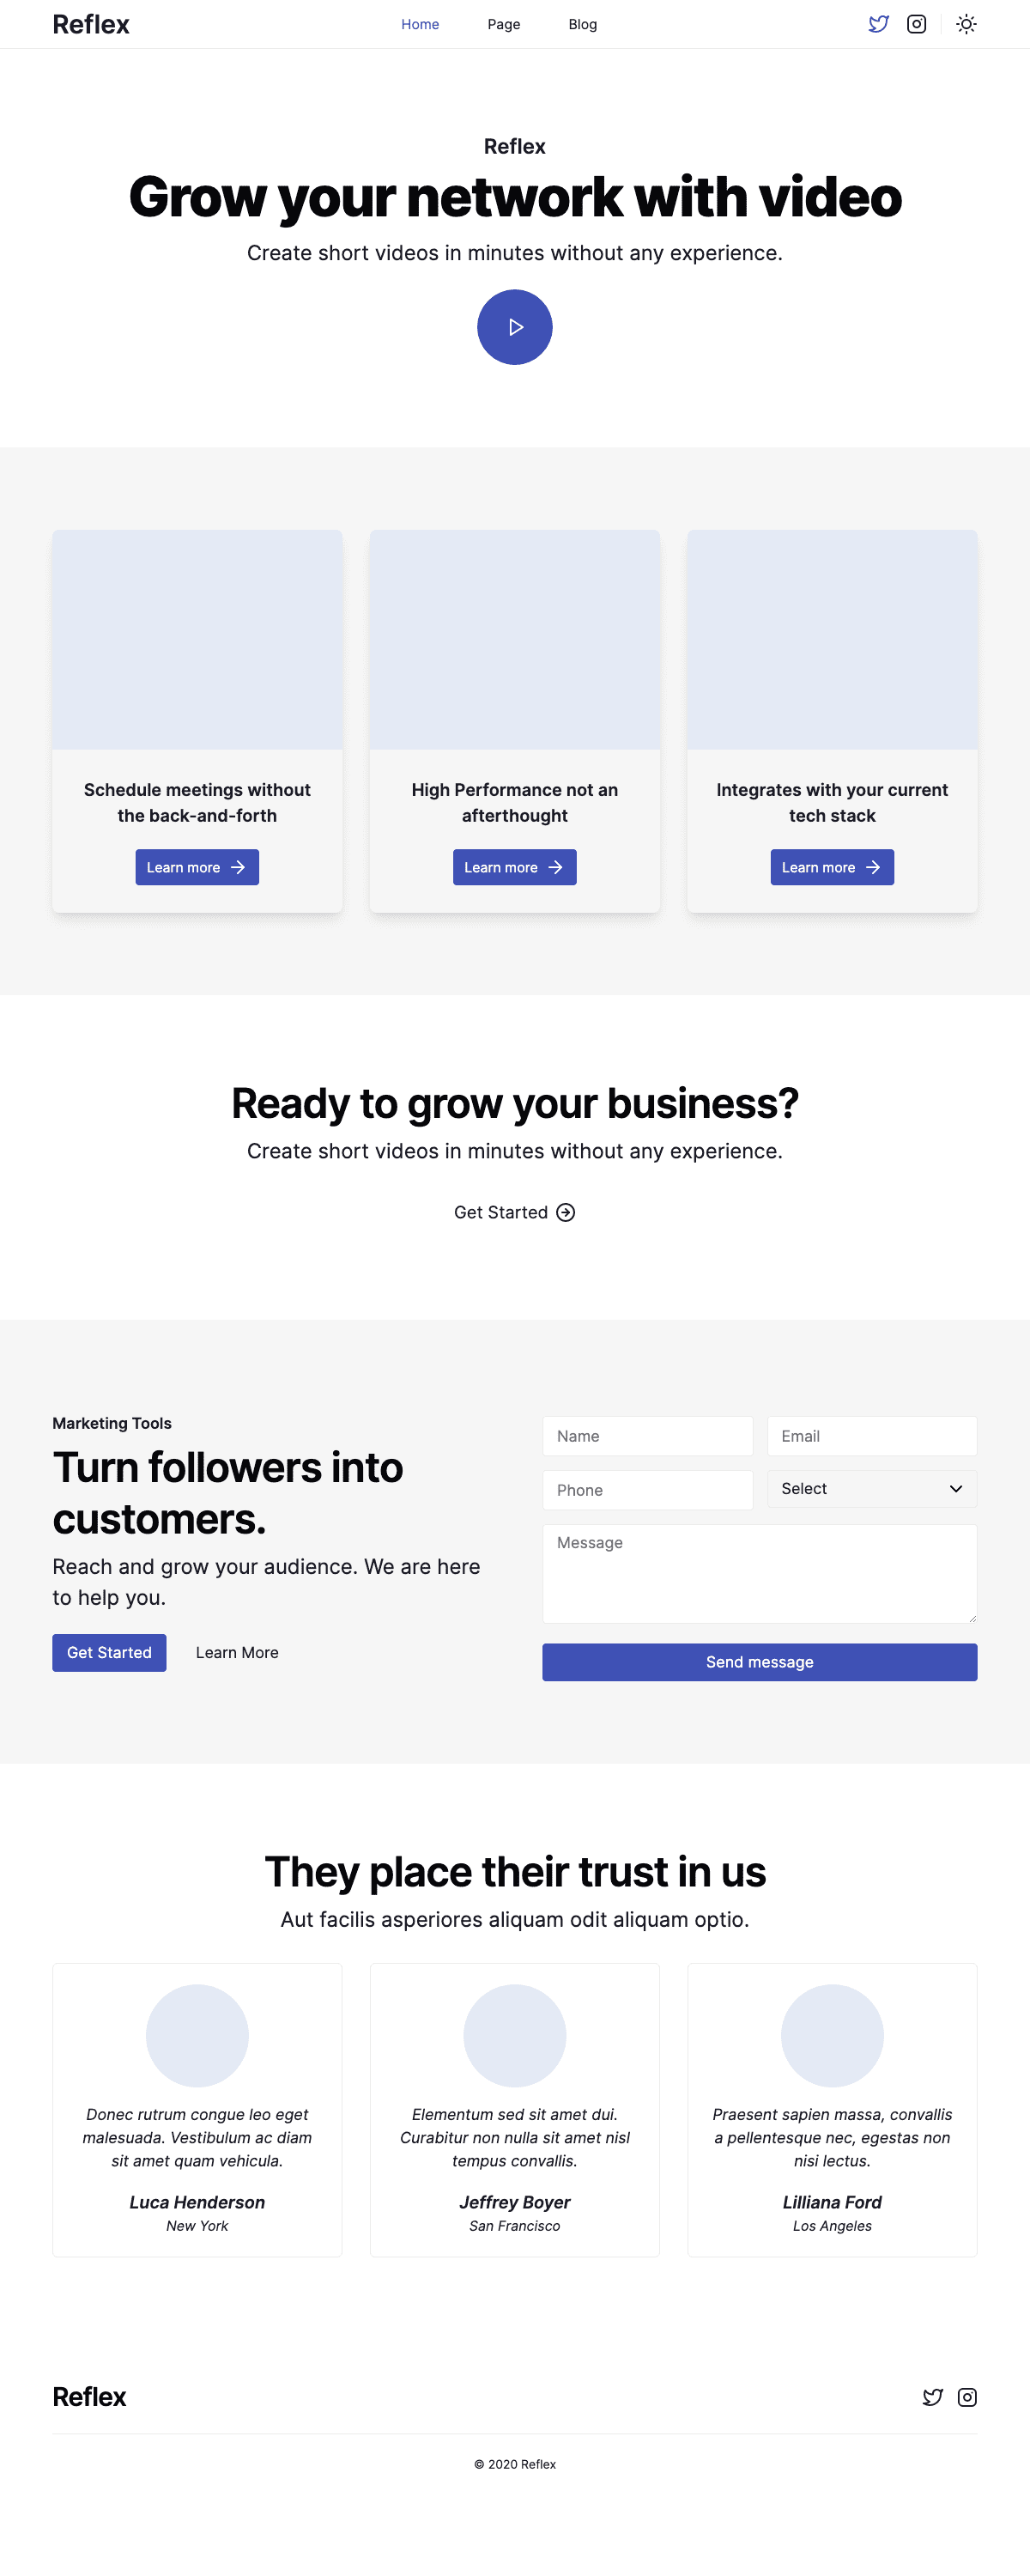 Reflex
Home
Page
Blog
Reflex
Grow your network with video
Create short videos in minutes without any experience.
Schedule meetings without
the back-and-forth
Learn more
High Performance not an
afterthought
Learn more
Integrates with your current
tech stack
Learn more
Ready to grow your business?
Create short videos in minutes without any experience.
Get Started
Marketing Tools
Turn followers into
customers.
Reach and grow your audience. We are here
to help you.
Get Started
Learn More
Name
Email
Phone
Select
Message
Send message
They place their trust in us
Aut facilis asperiores aliquam odit aliquam optio.
Donec rutrum congue leo eget
malesuada. Vestibulum ac diam
sit amet quam vehicula.
Luca Henderson
New York
Elementum sed sit amet dui.
Curabitur non nulla sit amet nisl
tempus convallis.
Jeffrey Boyer
San Francisco
Praesent sapien massa, convallis
a pellentesque nec, egestas non
nisi lectus.
Lilliana Ford
Los Angeles
Reflex
© 2020 Reflex